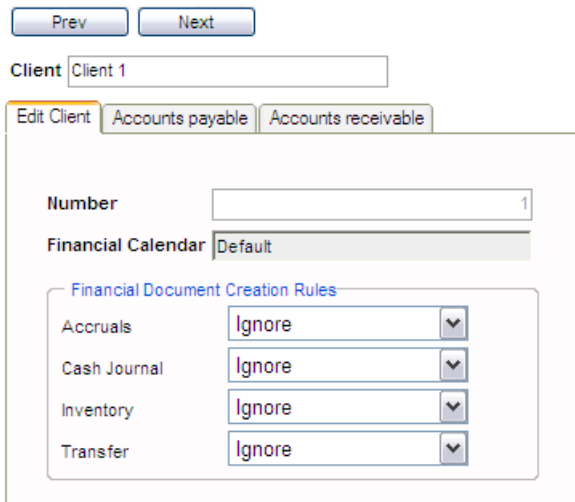 Prev Next
Client Client 1
Edit Client Accounts payable Accounts receivable
Number 1
Financial Calendar Default
Financial Document Creation Rules
Accruals Ignore
Cash Journal Ignore
Inventory Ignore
Transfer Ignore